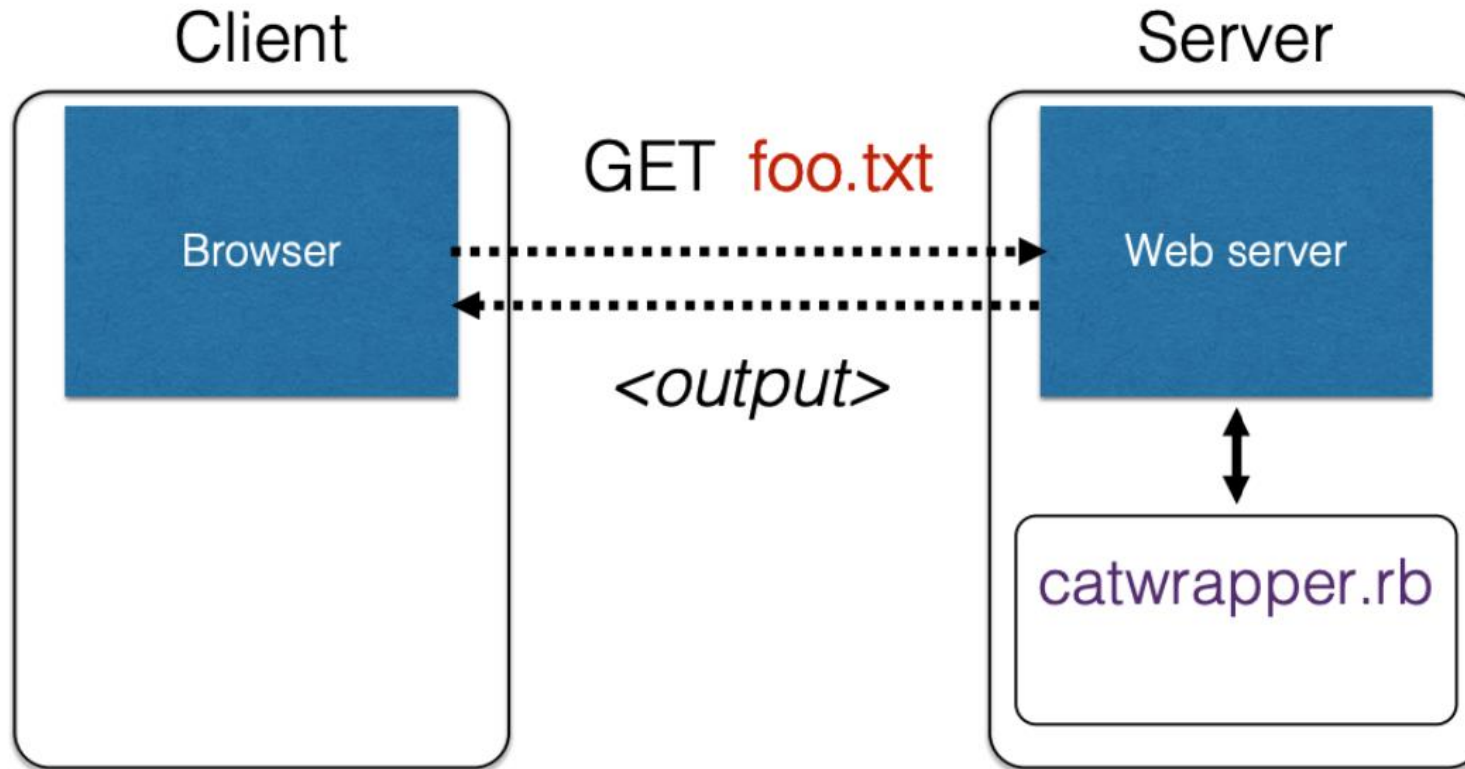 Client
Server
GET foo.txt
Browser
Web server
<output>
catwrapper.rb